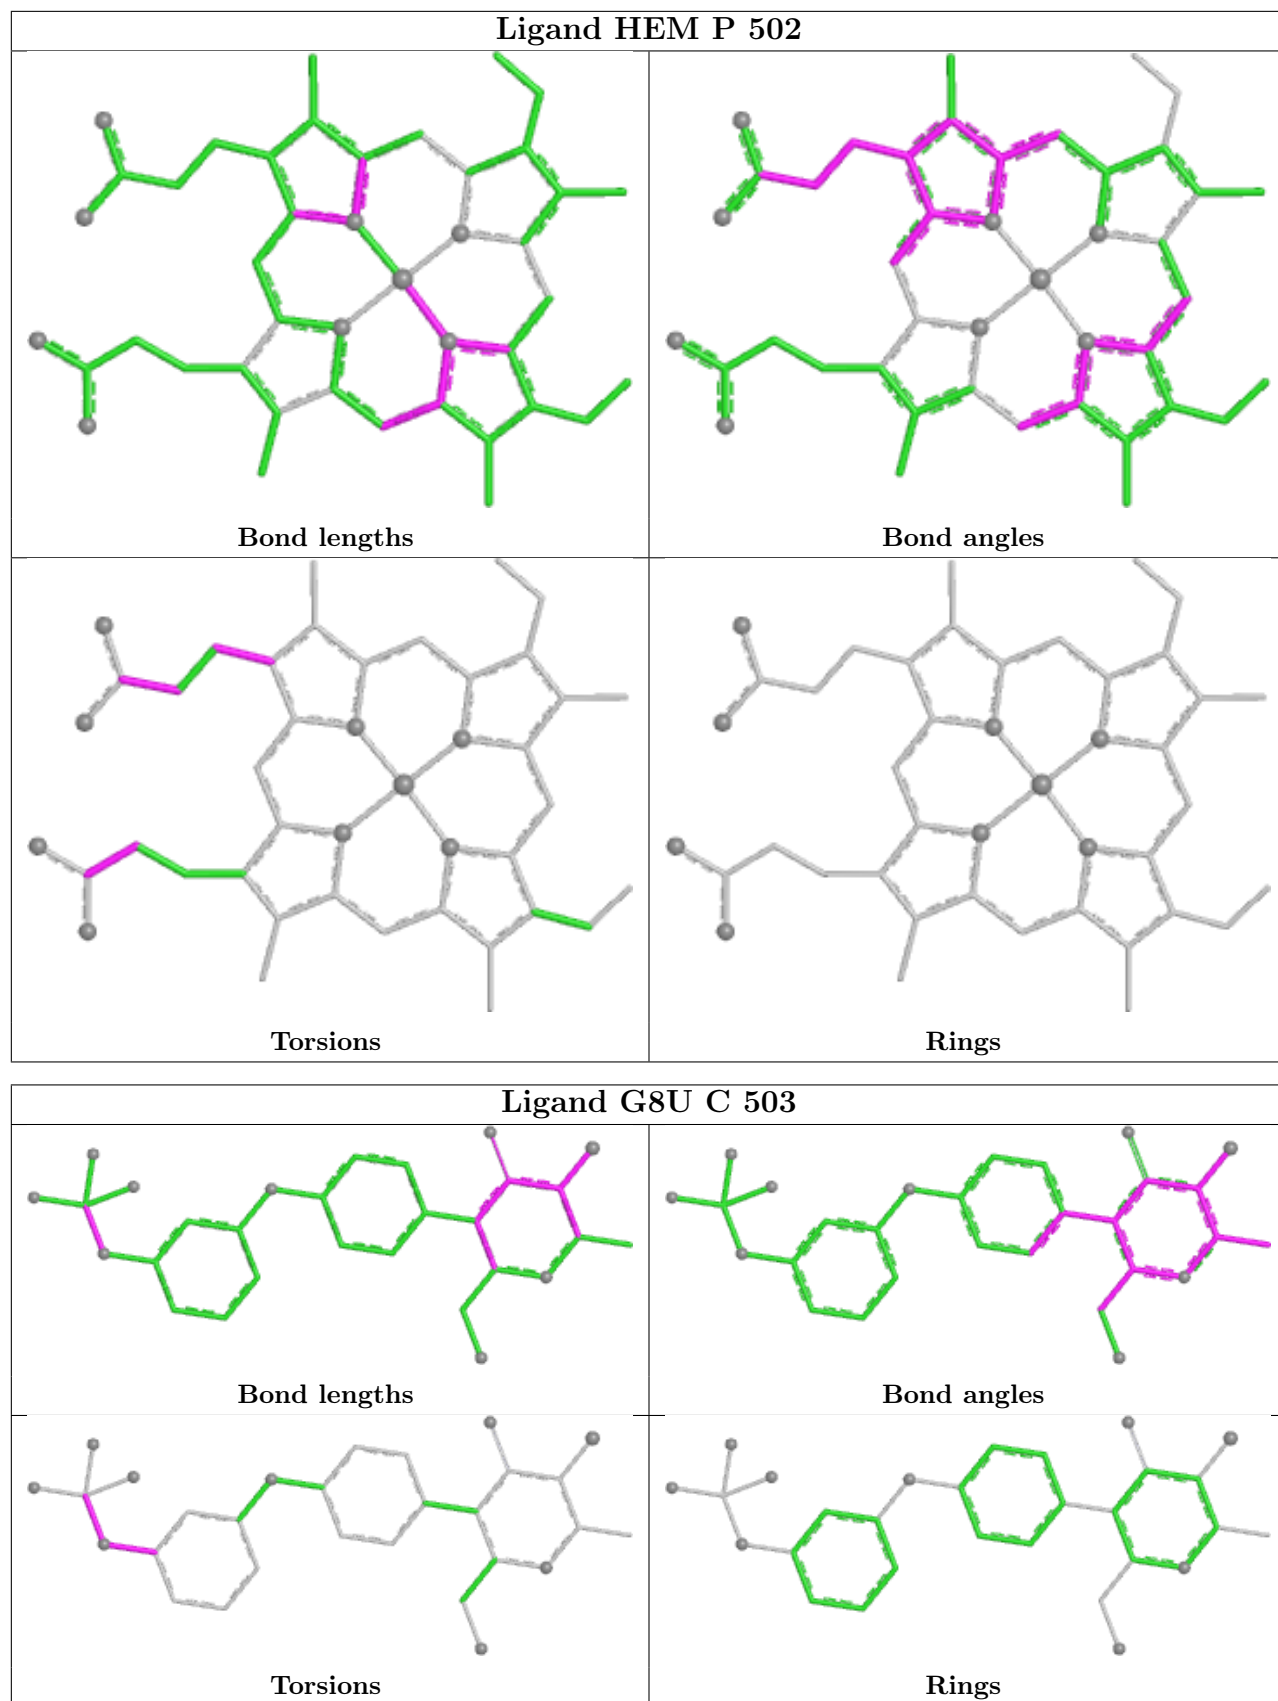 Ligand HEM P 502
Bond lengths
Bond angles
Torsions
Rings
Ligand G8U C 503
Bond lengths
Bond angles
Torsions
Rings